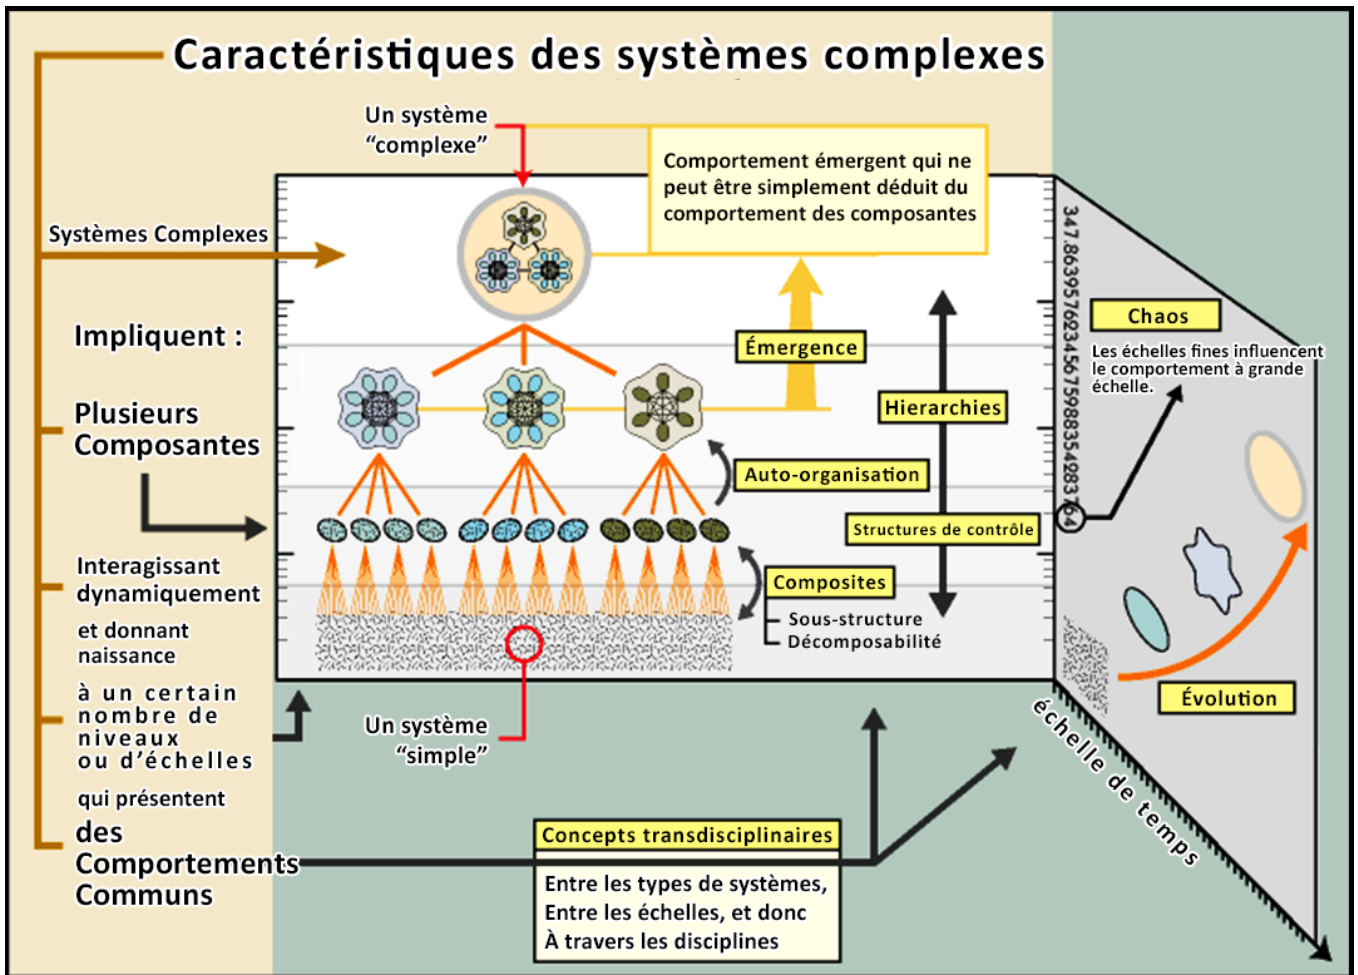 Caractéristiques des systèmes complexes
Un système
“complexe”
Comportement émergent qui ne
peut être simplement déduit du
comportement des composantes
Systèmes Complexes
Impliquent :
Plusieurs
Composantes
Interagissant
dynamiquement
et donnant
naissance
à un certain
nombre de
niveaux
ou d’échelles
qui présentent
des
Comportements
Communs
Émergence
Hierarchies
Auto-organisation
Structures de contrôle
Composites
Sous-structure
Décomposabilité
Un système
“simple”
Concepts transdisciplinaires
Entre les types de systèmes,
Entre les échelles, et donc
À travers les disciplines
347.86395762345675988354283764
Chaos
Les échelles fines influencent
le comportement à grande
échelle.
Évolution
échelle de temps